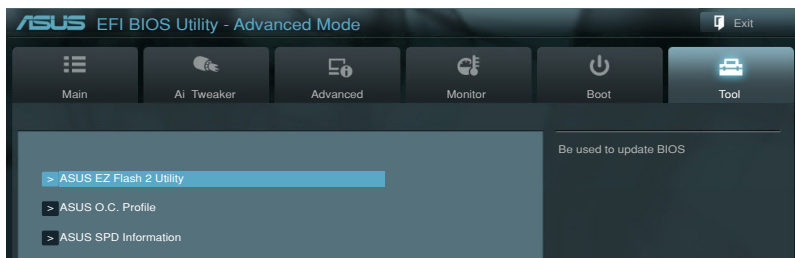 ASUS EFI BIOS Utility - Advanced Mode
Exit
Main
Ai Tweaker
Advanced
Monitor
Boot
Tool
Be used to update BIOS
> ASUS EZ Flash 2 Utility
> ASUS O.C. Profile
> ASUS SPD Information